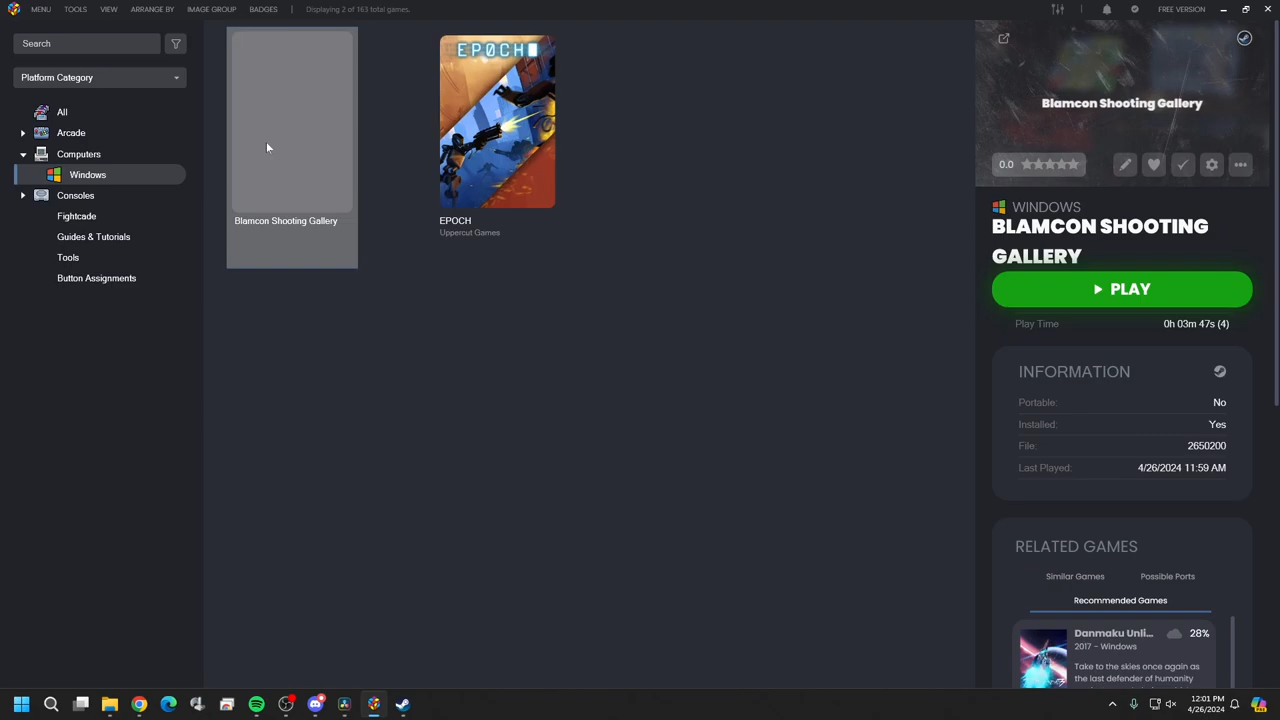 MENU TOOLS VIEW ARRANGE BY IMAGE GROUP BADGES Displaying 2 of 163 total games. FREE VERSION
Search
Platform Category
All
Arcade
Computers
Windows
Consoles
Fightcade
Guides & Tutorials
Tools
Button Assignments
EPOCH
Blamcon Shooting Gallery
EPOCH
Uppercut Games
Blamcon Shooting Gallery
0.0
WINDOWS
BLAMCON SHOOTING
GALLERY
PLAY
Play Time 0h 03m 47s (4)
INFORMATION
Portable: No
Installed: Yes
File: 2650200
Last Played: 4/26/2024 11:59 AM
RELATED GAMES
Similar Games Possible Ports
Recommended Games
Danmaku Unli... 28%
2017 - Windows
Take to the skies once again as
the last defender of humanity
12:01 PM
4/26/2024